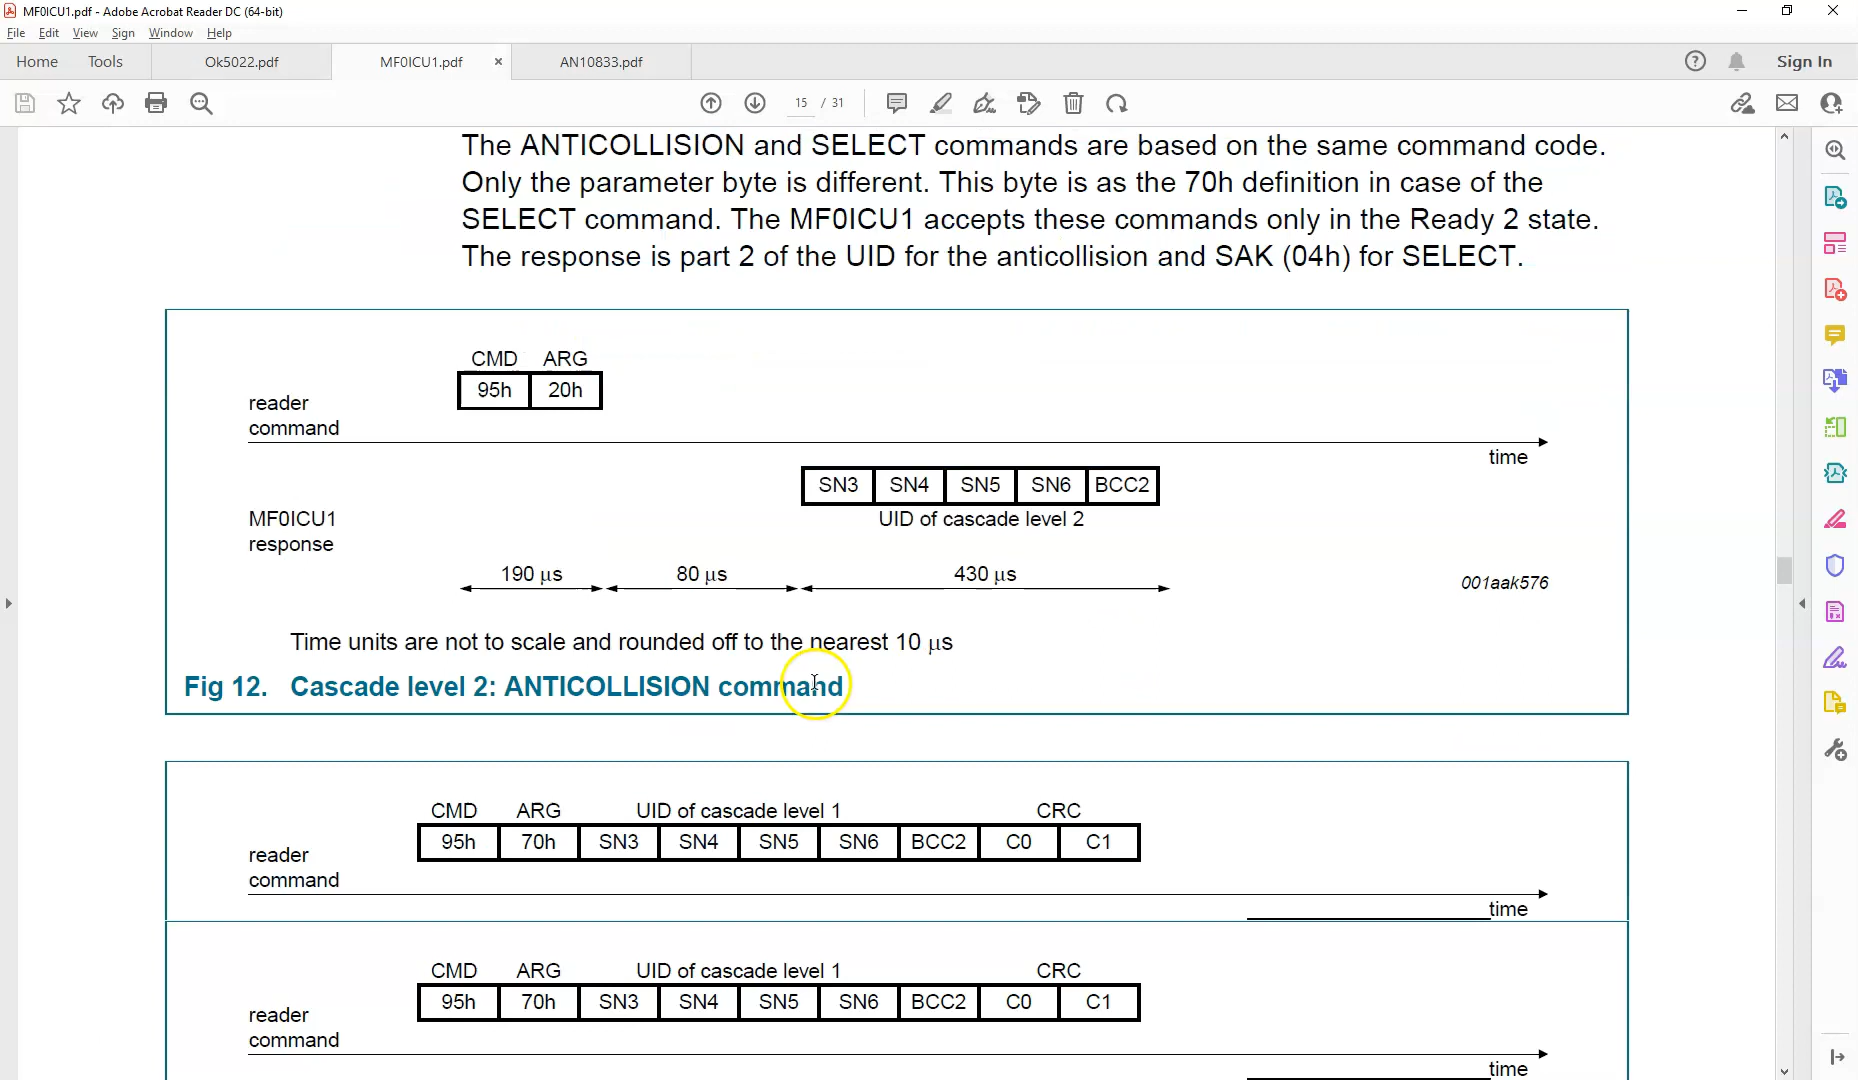 MF0ICU1.pdf - Adobe Acrobat Reader DC (64-bit)
File Edit View Sign Window Help
Home Tools Ok5022.pdf MF0ICU1.pdf × AN10833.pdf Sign In
15 / 31
The ANTICOLLISION and SELECT commands are based on the same command code.
Only the parameter byte is different. This byte is as the 70h definition in case of the
SELECT command. The MF0ICU1 accepts these commands only in the Ready 2 state.
The response is part 2 of the UID for the anticollision and SAK (04h) for SELECT.
CMD ARG
95h 20h
reader
command
time
SN3 SN4 SN5 SN6 BCC2
MF0ICU1 UID of cascade level 2
response
190 μs 80 μs 430 μs
001aak576
Time units are not to scale and rounded off to the nearest 10 μs
Fig 12. Cascade level 2: ANTICOLLISION command
CMD ARG UID of cascade level 1 CRC
95h 70h SN3 SN4 SN5 SN6 BCC2 C0 C1
reader
command
time
CMD ARG UID of cascade level 1 CRC
95h 70h SN3 SN4 SN5 SN6 BCC2 C0 C1
reader
command
time